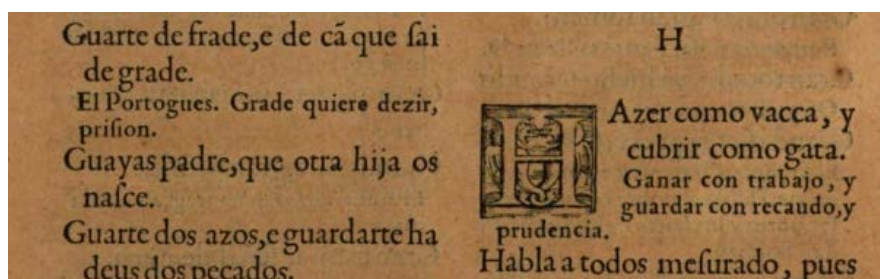 Guarte de frade,e de cã que ſai
de grade.
El Portogues. Grade quiere dezir,
priſion.
Guayas padre,que otra hija os
naſce.
Guarte dos azos,e guardarte ha
deus dos pecados.
H
HAzer como vacca, y
cubrir como gata.
Ganar con trabajo, y
guardar con recaudo,y
prudencia.
Habla a todos meſurado, pues